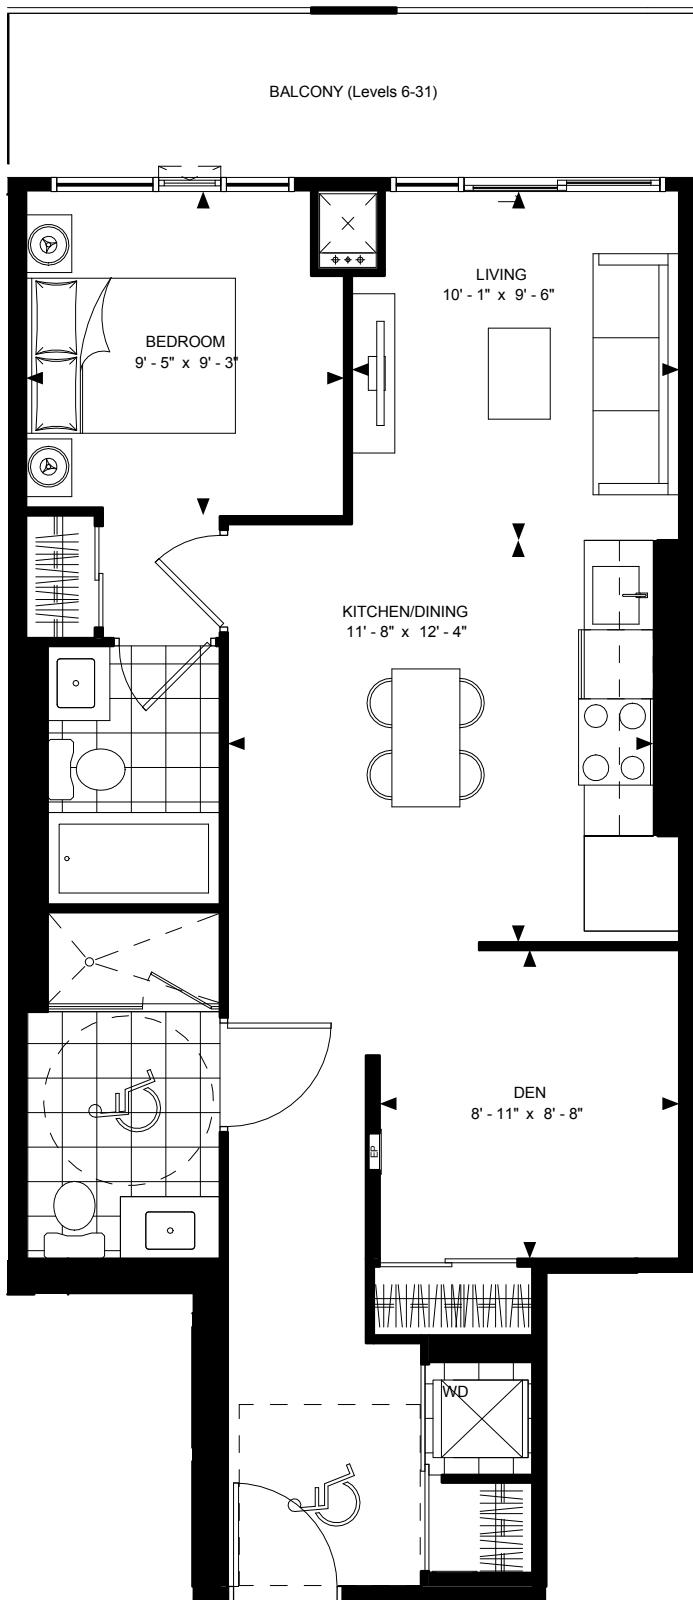 BALCONY (Levels 6-31)
LIVING
10' - 1" x 9' - 6"
BEDROOM
9' - 5" x 9' - 3"
KITCHEN/DINING
11' - 8" x 12' - 4"
DEN
8' - 11" x 8' - 8"
EP
WD